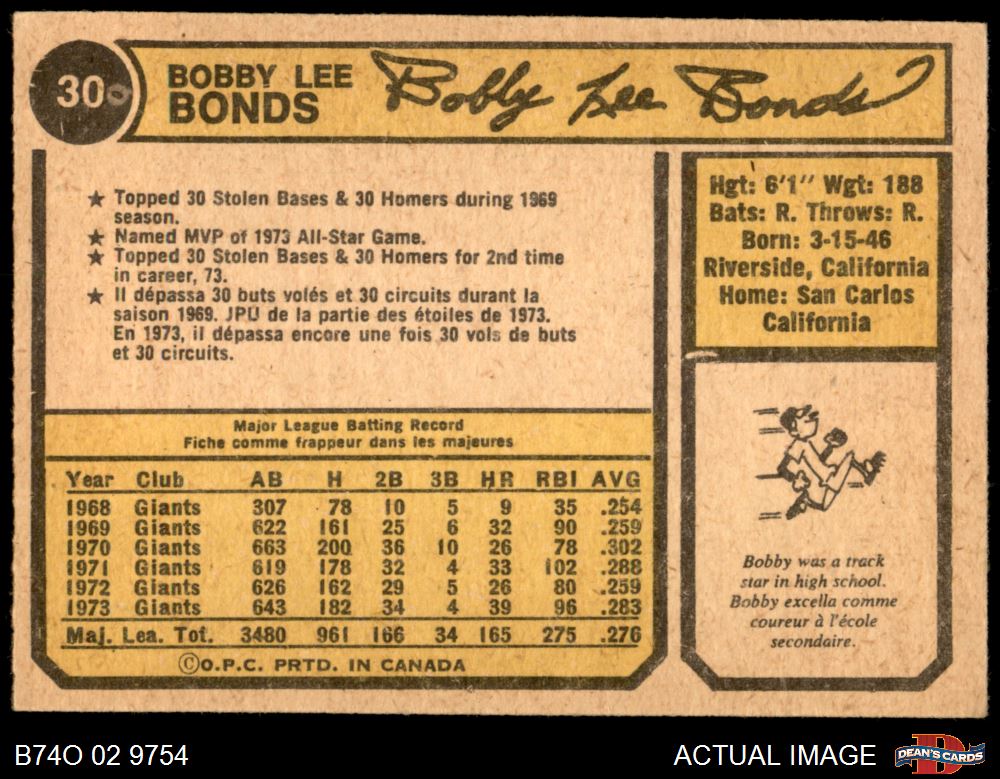 30
BOBBY LEE
BONDS
Bobby Lee Bonds
★ Topped 30 Stolen Bases & 30 Homers during 1969
season.
★ Named MVP of 1973 All-Star Game.
★ Topped 30 Stolen Bases & 30 Homers for 2nd time
in career, 73.
★ Il dépassa 30 buts volés et 30 circuits durant la
saison 1969. JPU de la partie des étoiles de 1973.
En 1973, il dépassa encore une fois 30 vols de buts
et 30 circuits.
Hgt: 6'1" Wgt: 188
Bats: R. Throws: R.
Born: 3-15-46
Riverside, California
Home: San Carlos
California
Major League Batting Record
Fiche comme frappeur dans les majeures
Year Club AB H 2B 3B HR RBI AVG
1968 Giants 307 78 10 5 9 35 .254
1969 Giants 622 161 25 6 32 90 .259
1970 Giants 663 200 36 10 26 78 .302
1971 Giants 619 178 32 4 33 102 .288
1972 Giants 626 162 29 5 26 80 .259
1973 Giants 643 182 34 4 39 96 .283
Maj. Lea. Tot. 3480 961 166 34 165 275 .276
©O.P.C. PRTD. IN CANADA
Bobby was a track
star in high school.
Bobby excella comme
coureur à l'école
secondaire.
B74O 02 9754
ACTUAL IMAGE
DEAN'S CARDS